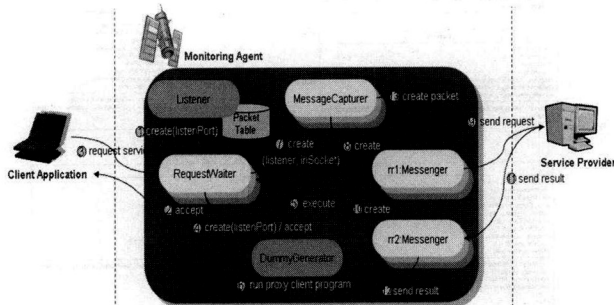 Monitoring Agent
Listener
Packet Table
MessageCapturer
create packet
create(listenPort)
create (listener, inSocket)
create
send request
request servi
Client Application
RequestWaiter
rr1:Messenger
Service Provider
send result
accept
execute
create
create(listenPort) / accept
rr2:Messenger
DummyGenerator
run proxy client program
send result